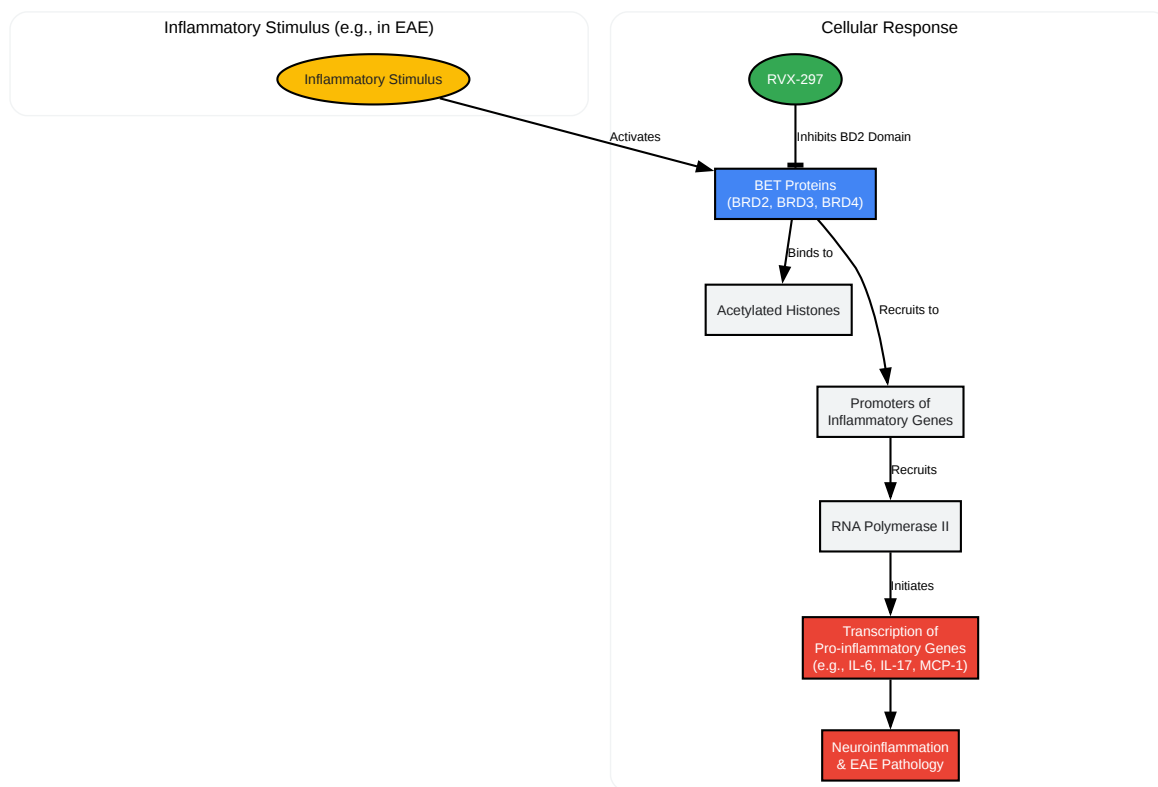 Inflammatory Stimulus (e.g., in EAE)
Cellular Response
Inflammatory Stimulus
RVX-297
Activates
Inhibits BD2 Domain
BET Proteins
(BRD2, BRD3, BRD4)
Binds to
Acetylated Histones
Recruits to
Promoters of
Inflammatory Genes
Recruits
RNA Polymerase II
Initiates
Transcription of
Pro-inflammatory Genes
(e.g., IL-6, IL-17, MCP-1)
Neuroinflammation
& EAE Pathology